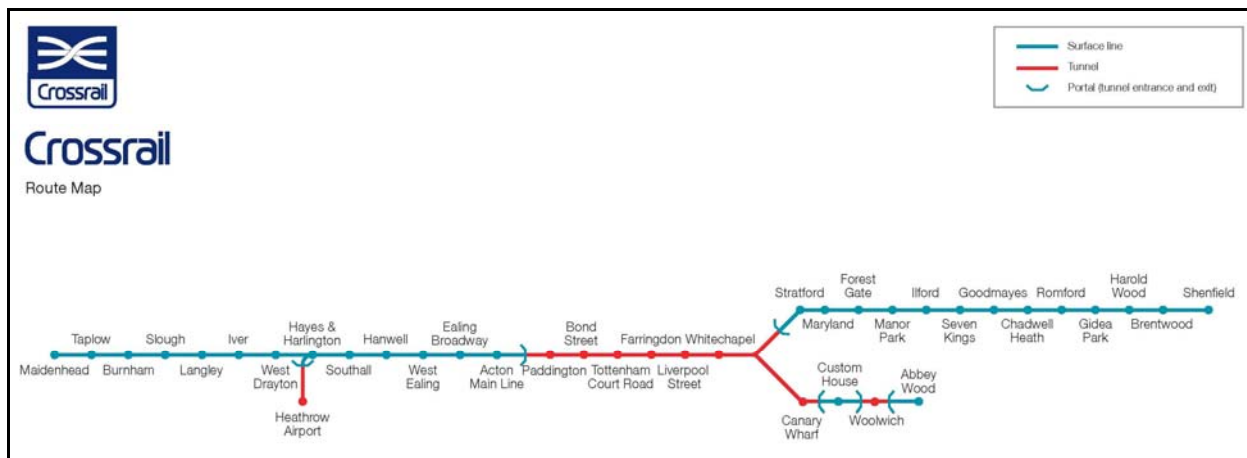 Crossrail
Crossrail
Route Map
Surface line
Tunnel
Portal (tunnel entrance and exit)
Maidenhead
Taplow
Burnham
Slough
Langley
Iver
West
Drayton
Hayes &
Harlington
Heathrow
Airport
Southall
Hanwell
West
Ealing
Ealing
Broadway
Acton
Main Line
Paddington
Bond
Street
Tottenham
Court Road
Farringdon
Liverpool
Street
Whitechapel
Stratford
Maryland
Forest
Gate
Manor
Park
Ilford
Seven
Kings
Goodmayes
Chadwell
Heath
Romford
Gidea
Park
Harold
Wood
Brentwood
Shenfield
Canary
Wharf
Custom
House
Woolwich
Abbey
Wood